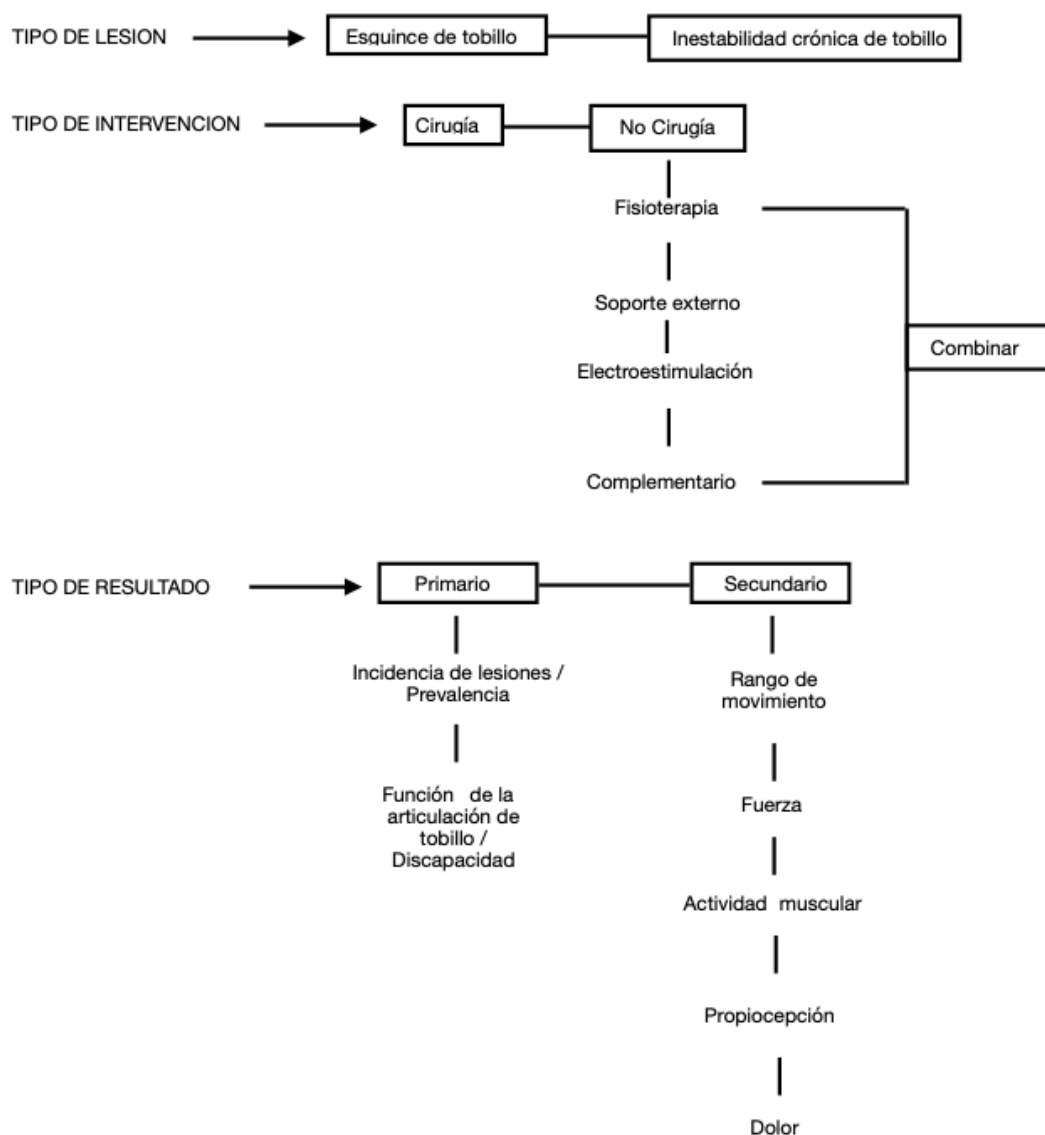 TIPO DE LESION
Esguince de tobillo
Inestabilidad crónica de tobillo
TIPO DE INTERVENCION
Cirugía
No Cirugía
Fisioterapia
Soporte externo
Combinar
Electroestimulación
Complementario
TIPO DE RESULTADO
Primario
Secundario
Incidencia de lesiones /
Prevalencia
Rango de
movimiento
Función de la
articulación de
tobillo /
Discapacidad
Fuerza
Actividad muscular
Propiocepción
Dolor